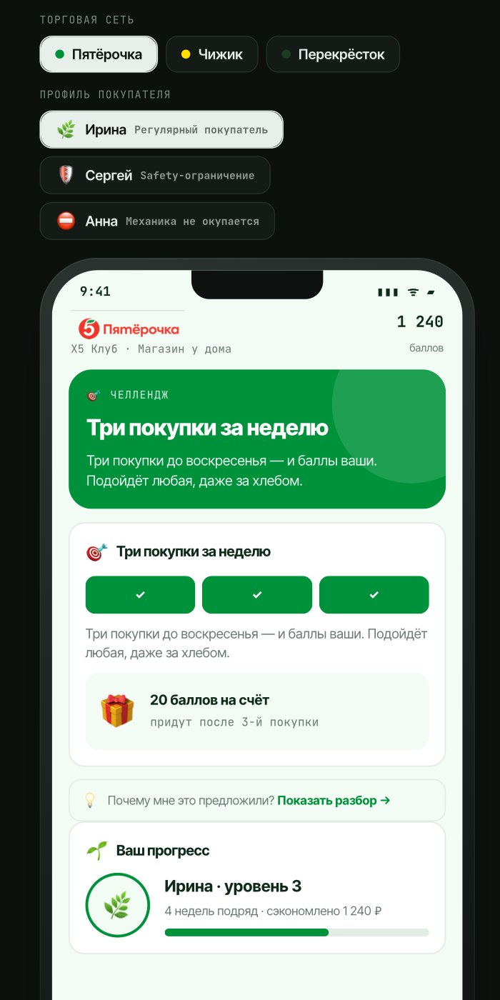 ТОРГОВАЯ СЕТЬ
Пятёрочка Чижик Перекрёсток
ПРОФИЛЬ ПОКУПАТЕЛЯ
Ирина Регулярный покупатель
Сергей Safety-ограничение
Анна Механика не окупается
9:41
5 Пятёрочка
1 240
X5 Клуб · Магазин у дома
баллов
ЧЕЛЛЕНДЖ
Три покупки за неделю
Три покупки до воскресенья — и баллы ваши.
Подойдёт любая, даже за хлебом.
Три покупки за неделю
✓ ✓ ✓
Три покупки до воскресенья — и баллы ваши. Подойдёт
любая, даже за хлебом.
20 баллов на счёт
придут после 3-й покупки
Почему мне это предложили? Показать разбор →
Ваш прогресс
Ирина · уровень 3
4 недель подряд · сэкономлено 1 240 ₽